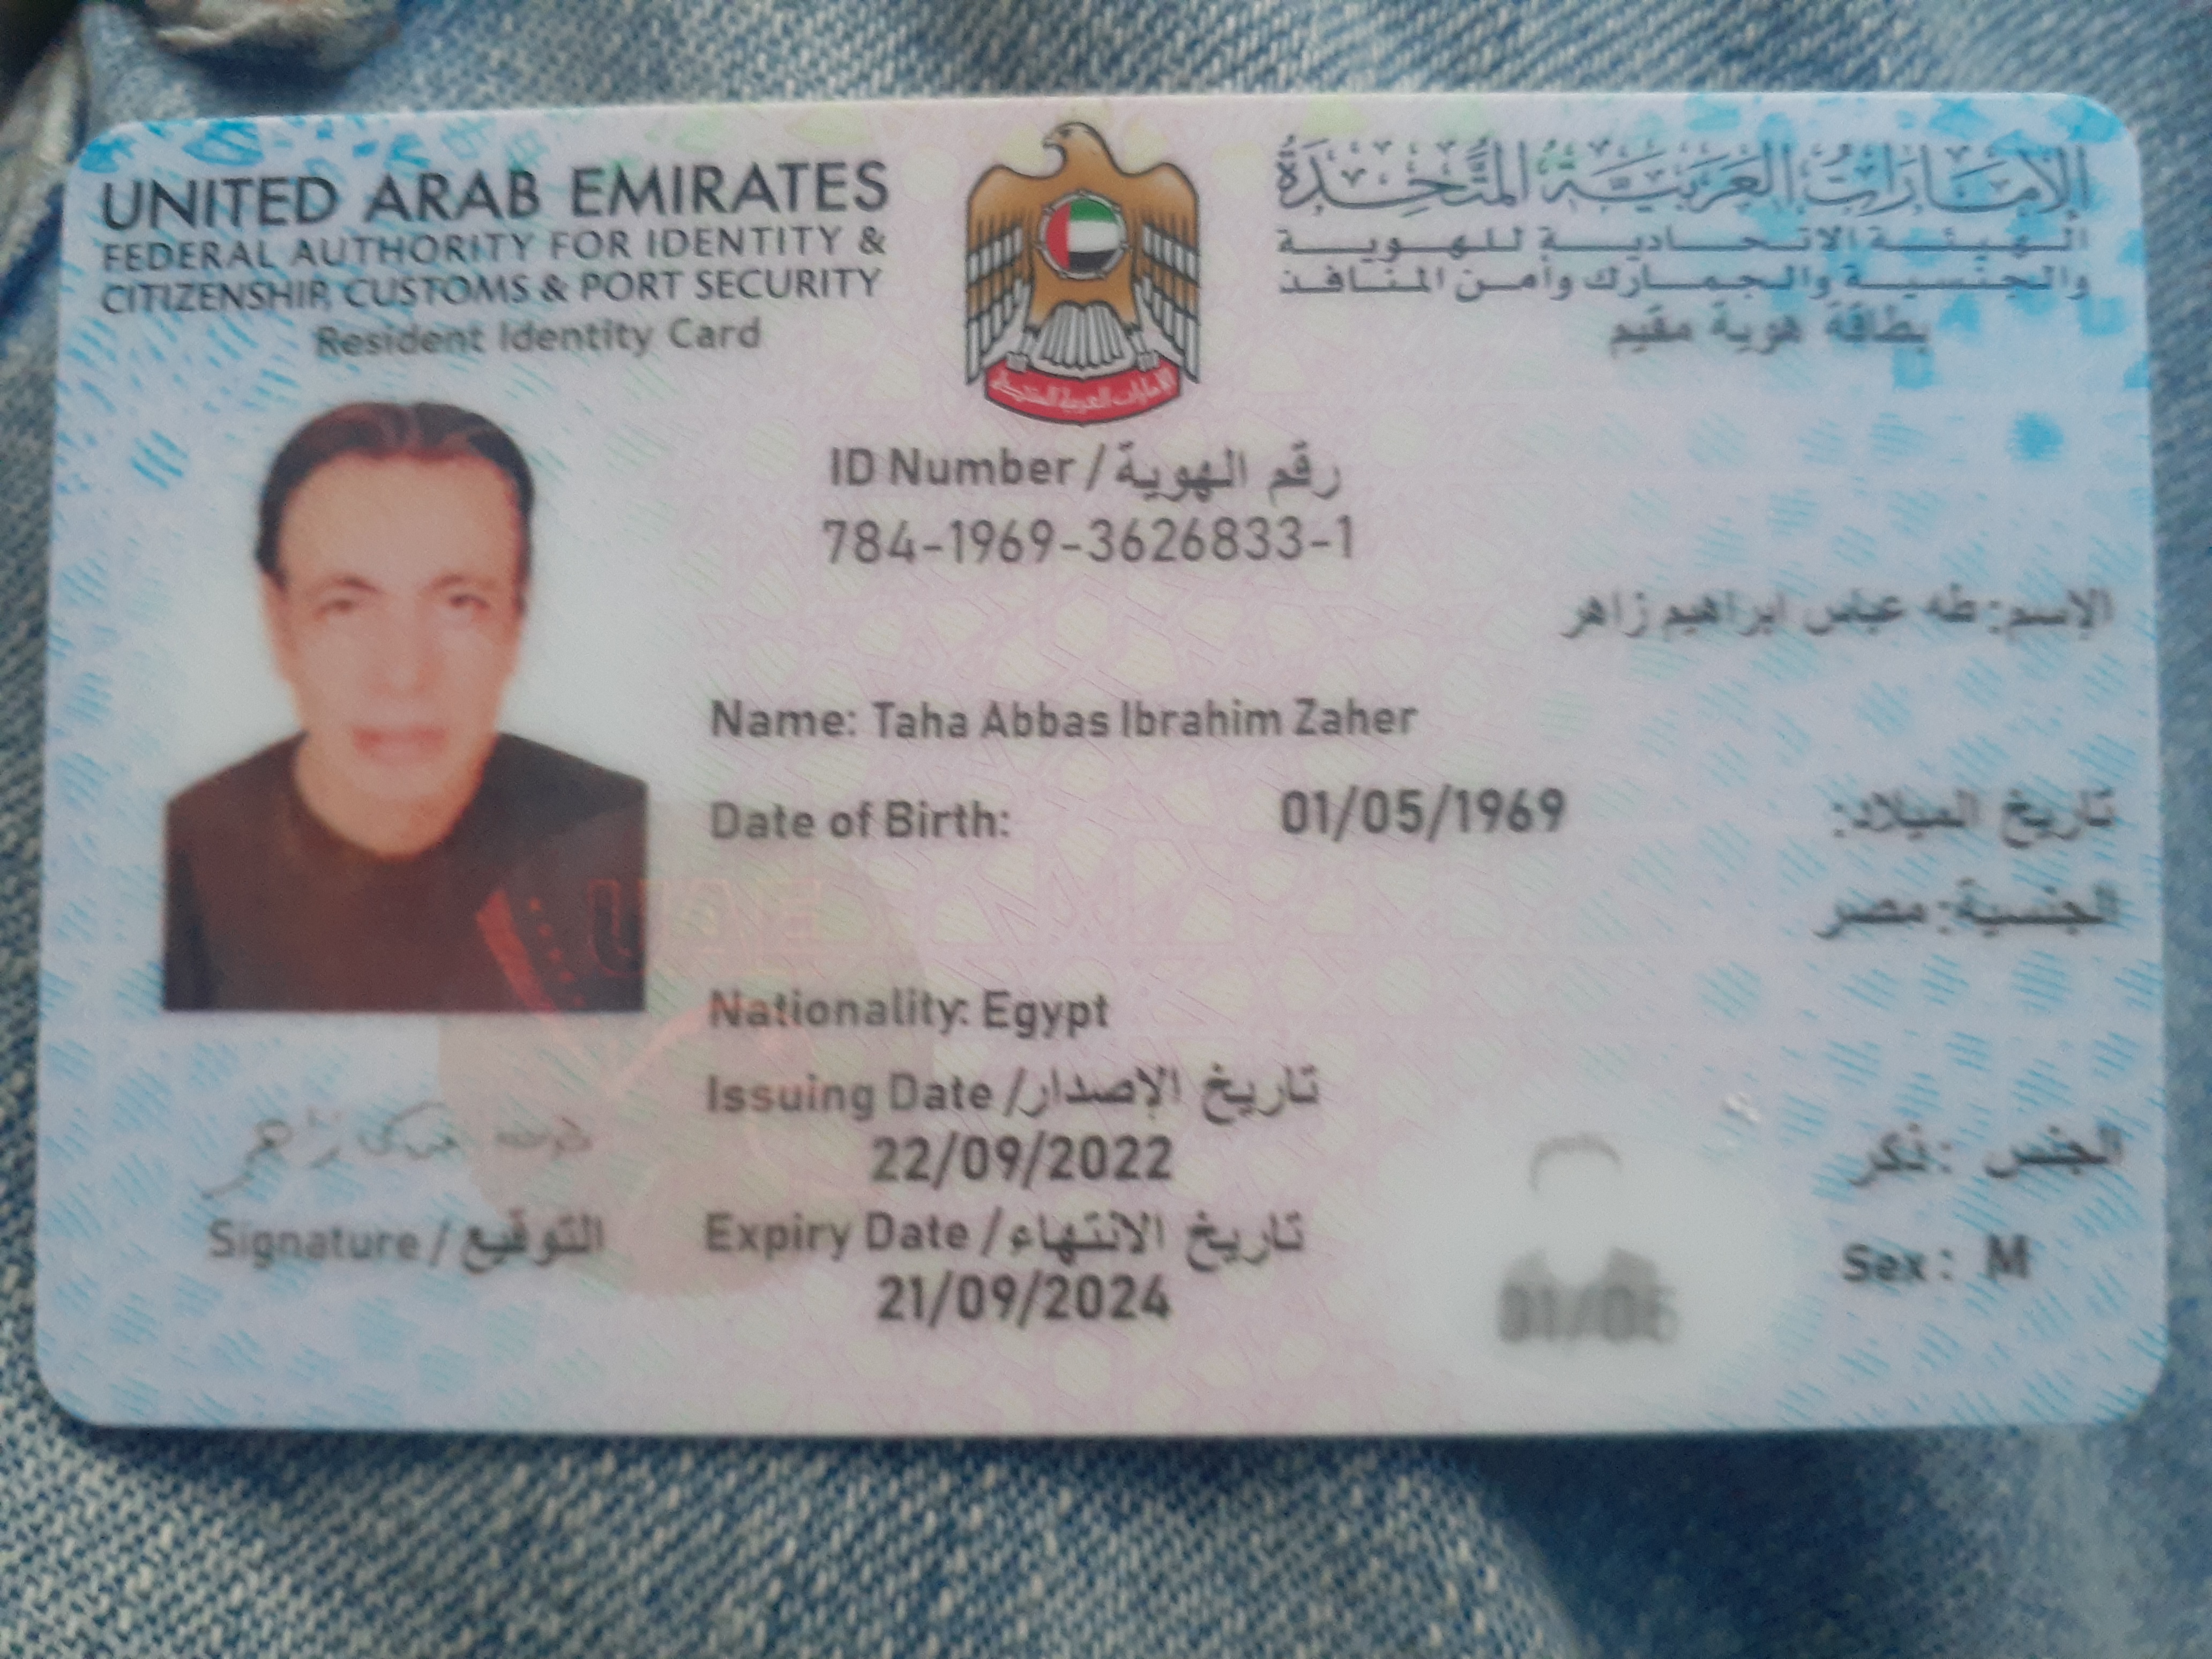 UNITED ARAB EMIRATES
FEDERAL AUTHORITY FOR IDENTITY &
CITIZENSHIP, CUSTOMS & PORT SECURITY
Resident Identity Card
الإمارات العربية المتحدة
الهيئة الاتحادية للهوية
والجنسية والجمارك وأمن المنافذ
بطاقة هوية مقيم
الإمارات العربية المتحدة
ID Number / رقم الهوية
784-1969-3626833-1
الإسم: طه عباس ابراهيم زاهر
Name: Taha Abbas Ibrahim Zaher
Date of Birth: 01/05/1969 تاريخ الميلاد:
الجنسية: مصر
UAE
Nationality: Egypt
Issuing Date / تاريخ الإصدار
22/09/2022
الجنس: ذكر
Signature / التوقيع
Expiry Date / تاريخ الانتهاء
21/09/2024
Sex: M